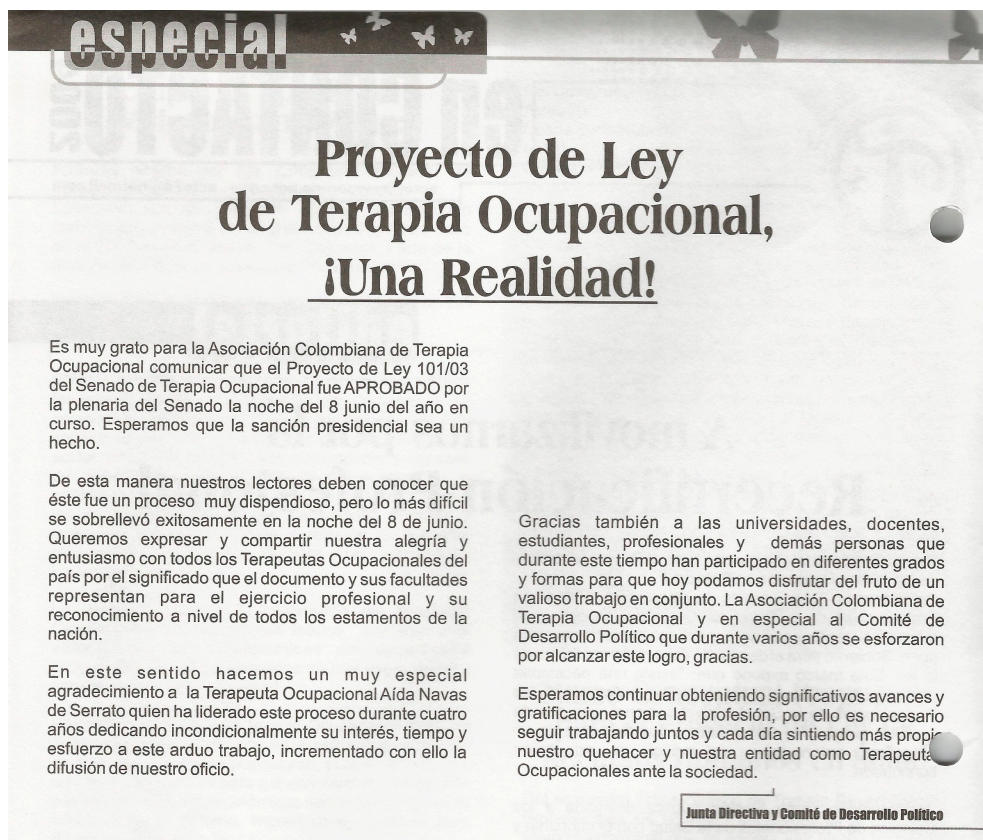 especial
Proyecto de Ley
de Terapia Ocupacional,
¡Una Realidad!
Es muy grato para la Asociación Colombiana de Terapia
Ocupacional comunicar que el Proyecto de Ley 101/03
del Senado de Terapia Ocupacional fue APROBADO por
la plenaria del Senado la noche del 8 junio del año en
curso. Esperamos que la sanción presidencial sea un
hecho.
De esta manera nuestros lectores deben conocer que
éste fue un proceso muy dispendioso, pero lo más difícil
se sobrellevó exitosamente en la noche del 8 de junio.
Queremos expresar y compartir nuestra alegría y
entusiasmo con todos los Terapeutas Ocupacionales del
país por el significado que el documento y sus facultades
representan para el ejercicio profesional y su
reconocimiento a nivel de todos los estamentos de la
nación.
En este sentido hacemos un muy especial
agradecimiento a la Terapeuta Ocupacional Aída Navas
de Serrato quien ha liderado este proceso durante cuatro
años dedicando incondicionalmente su interés, tiempo y
esfuerzo a este arduo trabajo, incrementado con ello la
difusión de nuestro oficio.
Gracias también a las universidades, docentes,
estudiantes, profesionales y demás personas que
durante este tiempo han participado en diferentes grados
y formas para que hoy podamos disfrutar del fruto de un
valioso trabajo en conjunto. La Asociación Colombiana de
Terapia Ocupacional y en especial al Comité de
Desarrollo Político que durante varios años se esforzaron
por alcanzar este logro, gracias.
Esperamos continuar obteniendo significativos avances y
gratificaciones para la profesión, por ello es necesario
seguir trabajando juntos y cada día sintiendo más propio
nuestro quehacer y nuestra entidad como Terapeutas
Ocupacionales ante la sociedad.
Junta Directiva y Comité de Desarrollo Político